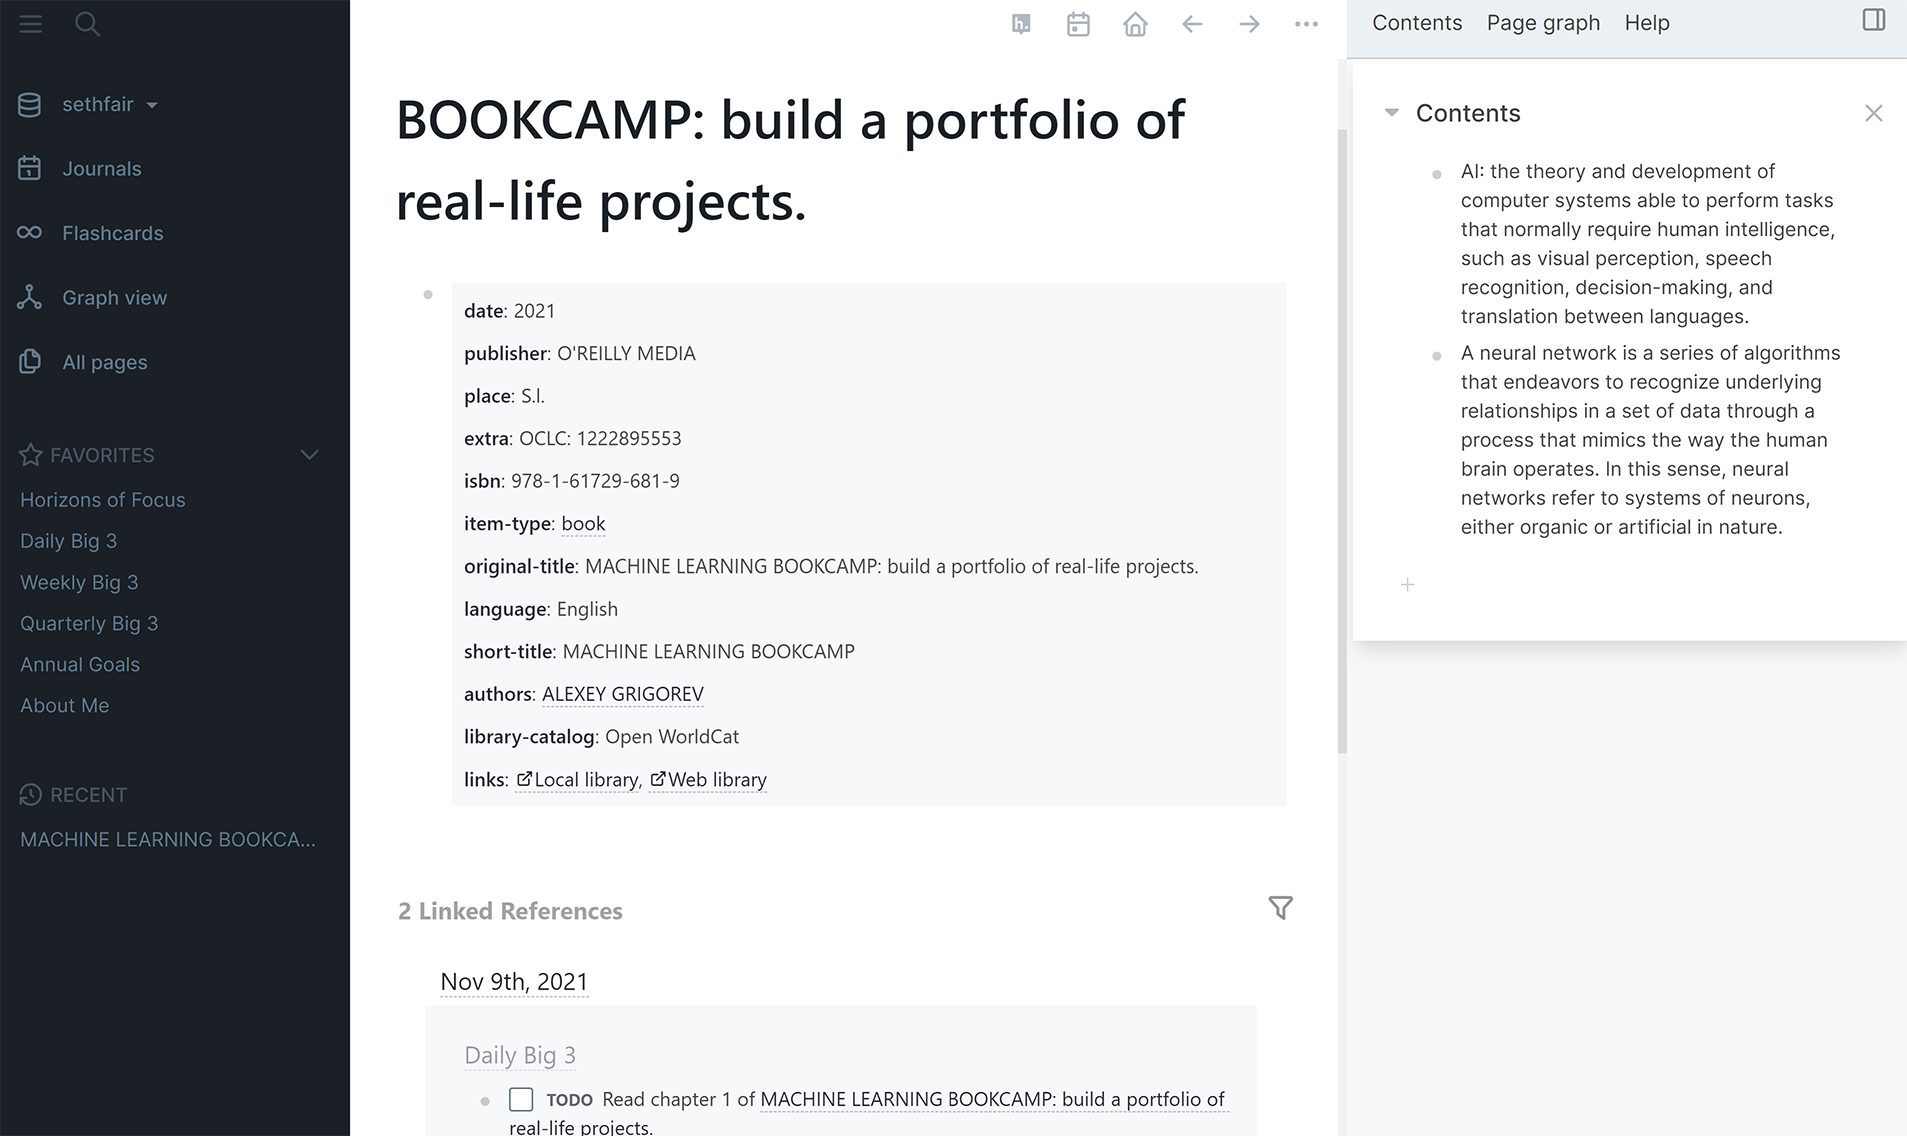 sethfair
Journals
Flashcards
Graph view
All pages
FAVORITES
Horizons of Focus
Daily Big 3
Weekly Big 3
Quarterly Big 3
Annual Goals
About Me
RECENT
MACHINE LEARNING BOOKCA...
h.
BOOKCAMP: build a portfolio of
real-life projects.
date: 2021
publisher: O'REILLY MEDIA
place: S.l.
extra: OCLC: 1222895553
isbn: 978-1-61729-681-9
item-type: book
original-title: MACHINE LEARNING BOOKCAMP: build a portfolio of real-life projects.
language: English
short-title: MACHINE LEARNING BOOKCAMP
authors: ALEXEY GRIGOREV
library-catalog: Open WorldCat
links: Local library, Web library
2 Linked References
Nov 9th, 2021
Daily Big 3
TODO Read chapter 1 of MACHINE LEARNING BOOKCAMP: build a portfolio of
real-life projects.
Contents Page graph Help
Contents
AI: the theory and development of
computer systems able to perform tasks
that normally require human intelligence,
such as visual perception, speech
recognition, decision-making, and
translation between languages.
A neural network is a series of algorithms
that endeavors to recognize underlying
relationships in a set of data through a
process that mimics the way the human
brain operates. In this sense, neural
networks refer to systems of neurons,
either organic or artificial in nature.